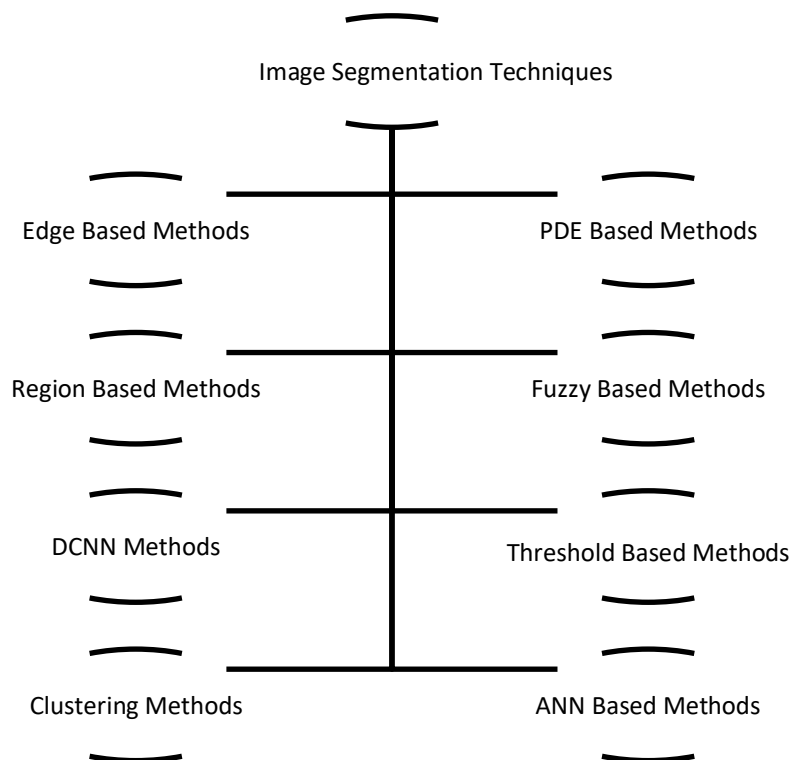 Image Segmentation Techniques
Edge Based Methods
PDE Based Methods
Region Based Methods
Fuzzy Based Methods
DCNN Methods
Threshold Based Methods
Clustering Methods
ANN Based Methods